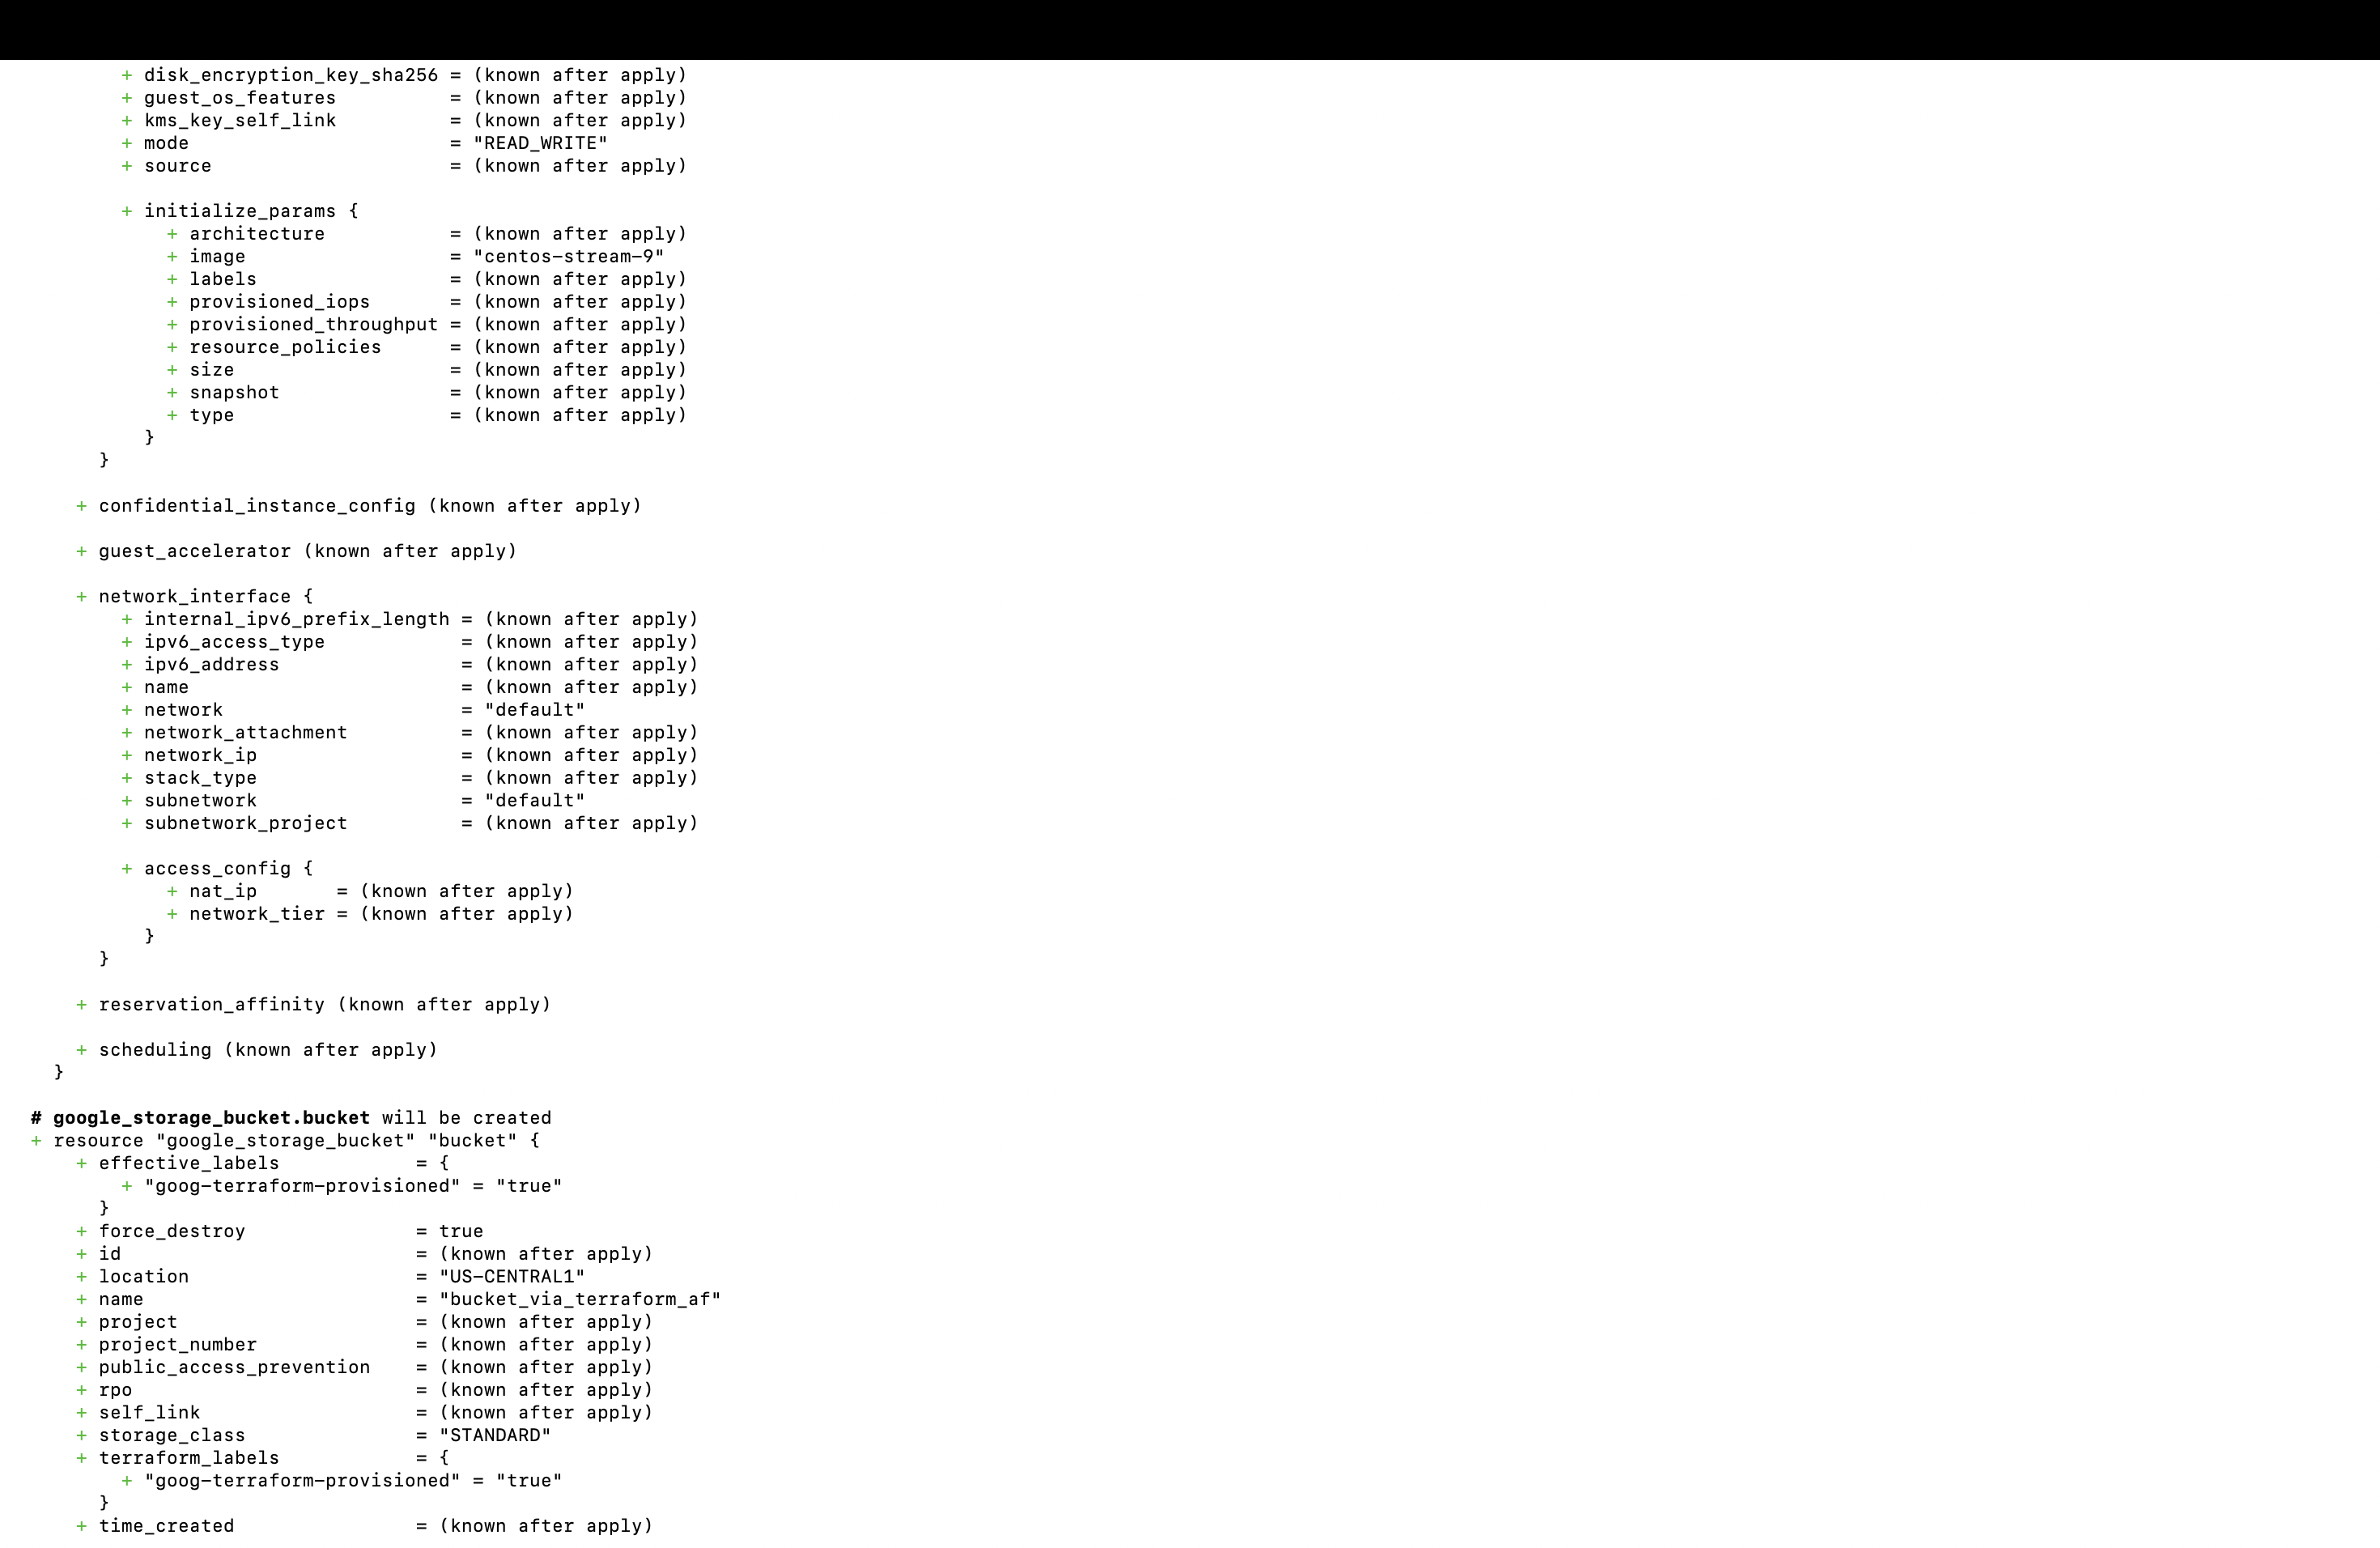 + disk_encryption_key_sha256 = (known after apply)
+ guest_os_features          = (known after apply)
+ kms_key_self_link          = (known after apply)
+ mode                       = "READ_WRITE"
+ source                     = (known after apply)

+ initialize_params {
+ architecture           = (known after apply)
+ image                  = "centos-stream-9"
+ labels                 = (known after apply)
+ provisioned_iops       = (known after apply)
+ provisioned_throughput = (known after apply)
+ resource_policies      = (known after apply)
+ size                   = (known after apply)
+ snapshot               = (known after apply)
+ type                   = (known after apply)
}
}

+ confidential_instance_config (known after apply)

+ guest_accelerator (known after apply)

+ network_interface {
+ internal_ipv6_prefix_length = (known after apply)
+ ipv6_access_type            = (known after apply)
+ ipv6_address                = (known after apply)
+ name                        = (known after apply)
+ network                     = "default"
+ network_attachment          = (known after apply)
+ network_ip                  = (known after apply)
+ stack_type                  = (known after apply)
+ subnetwork                  = "default"
+ subnetwork_project          = (known after apply)

+ access_config {
+ nat_ip       = (known after apply)
+ network_tier = (known after apply)
}
}

+ reservation_affinity (known after apply)

+ scheduling (known after apply)
}

# google_storage_bucket.bucket will be created
+ resource "google_storage_bucket" "bucket" {
+ effective_labels            = {
+ "goog-terraform-provisioned" = "true"
}
+ force_destroy               = true
+ id                          = (known after apply)
+ location                    = "US-CENTRAL1"
+ name                        = "bucket_via_terraform_af"
+ project                     = (known after apply)
+ project_number              = (known after apply)
+ public_access_prevention    = (known after apply)
+ rpo                         = (known after apply)
+ self_link                   = (known after apply)
+ storage_class               = "STANDARD"
+ terraform_labels            = {
+ "goog-terraform-provisioned" = "true"
}
+ time_created                = (known after apply)